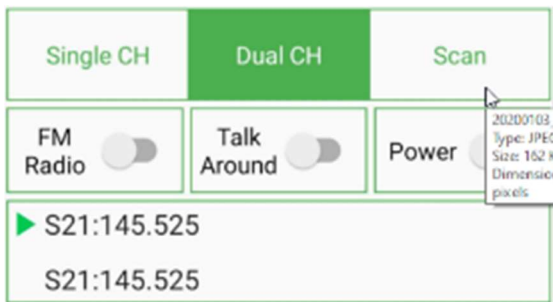 Single CH Dual CH Scan
FM Radio Talk Around Power
20200103_
Type: JPEG
Size: 162 K
Dimension
pixels
S21:145.525
S21:145.525